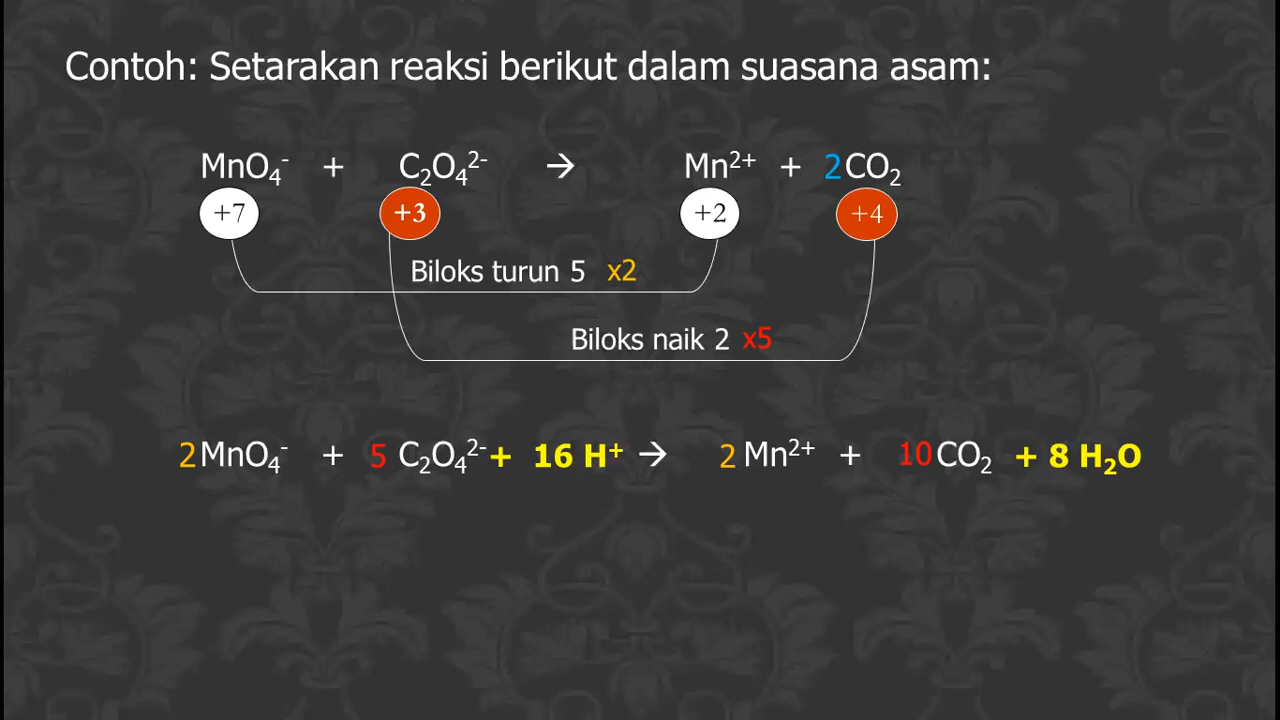 Contoh: Setarakan reaksi berikut dalam suasana asam:
MnO₄⁻ + C₂O₄²⁻ → Mn²⁺ + 2CO₂
+7 +3 +2 +4
Biloks turun 5 x2
Biloks naik 2 x5
2MnO₄⁻ + 5 C₂O₄²⁻ + 16 H⁺ → 2 Mn²⁺ + 10CO₂ + 8 H₂O